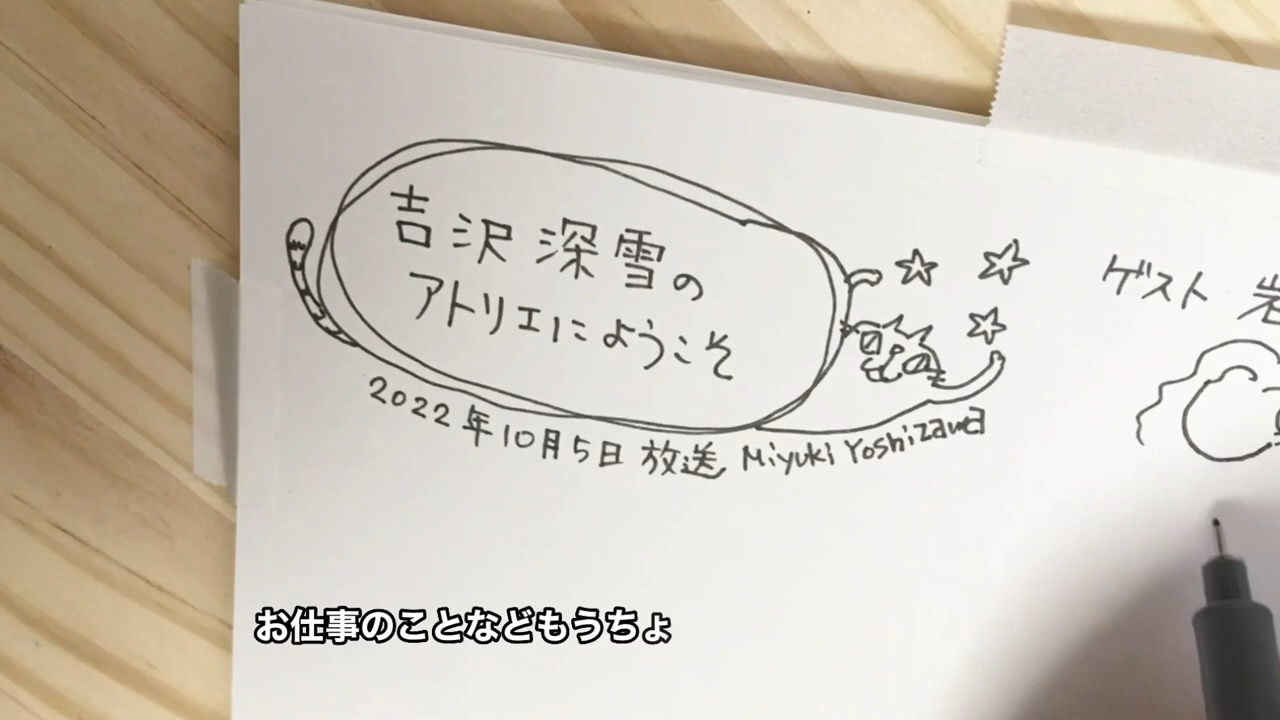 吉沢深雪の
アトリエにようこそ
2022年10月5日放送 Miyuki Yoshizawa
ゲスト 岩
お仕事のことなどもうちょ